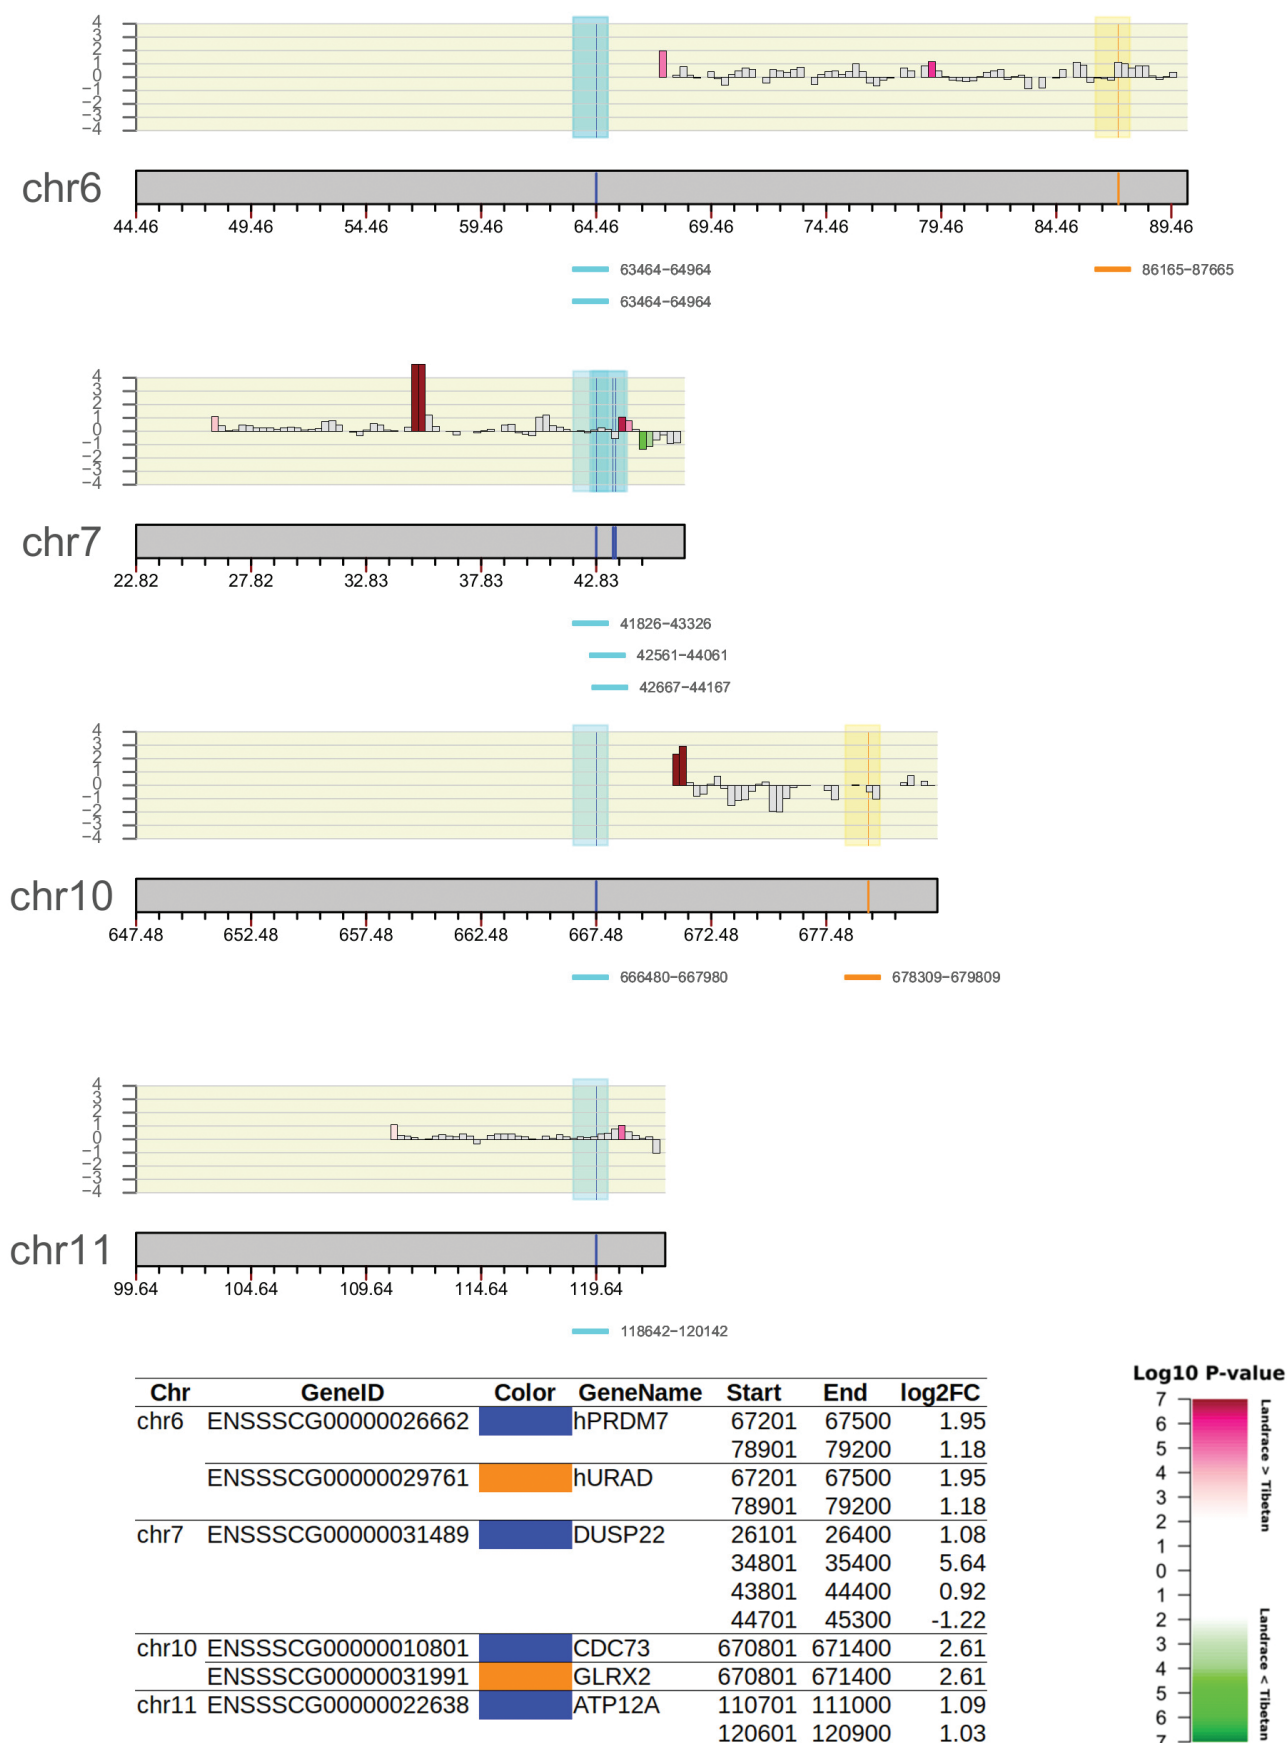 4
3
2
1
0
−1
−2
−3
−4
chr6
44.46 49.46 54.46 59.46 64.46 69.46 74.46 79.46 84.46 89.46
63464−64964 86165−87665
63464−64964
4
3
2
1
0
−1
−2
−3
−4
chr7
22.82 27.82 32.83 37.83 42.83
41826−43326
42561−44061
42667−44167
4
3
2
1
0
−1
−2
−3
−4
chr10
647.48 652.48 657.48 662.48 667.48 672.48 677.48
666480−667980 678309−679809
4
3
2
1
0
−1
−2
−3
−4
chr11
99.64 104.64 109.64 114.64 119.64
118642−120142
Chr GeneID Color GeneName Start End log2FC
chr6 ENSSSCG00000026662 hPRDM7 67201 67500 1.95
78901 79200 1.18
ENSSSCG00000029761 hURAD 67201 67500 1.95
78901 79200 1.18
chr7 ENSSSCG00000031489 DUSP22 26101 26400 1.08
34801 35400 5.64
43801 44400 0.92
44701 45300 -1.22
chr10 ENSSSCG00000010801 CDC73 670801 671400 2.61
ENSSSCG00000031991 GLRX2 670801 671400 2.61
chr11 ENSSSCG00000022638 ATP12A 110701 111000 1.09
120601 120900 1.03
Log10 P-value
7
6
5
4
3
2
1
0
1
2
3
4
5
6
7
Landrace > Tibetan
Landrace < Tibetan